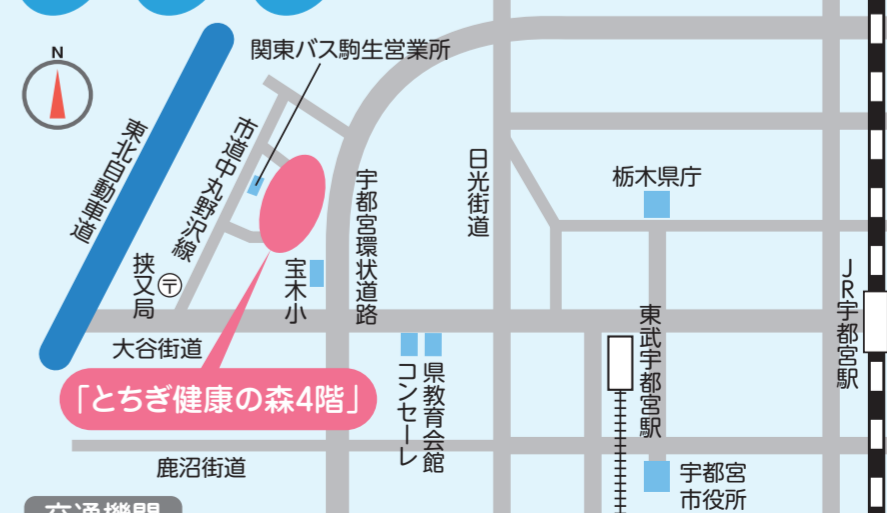 N
関東バス駒生営業所
東北自動車道
市道中丸野沢線
挟又局
〒
宝木小
宇都宮環状道路
日光街道
栃木県庁
JR宇都宮駅
東武宇都宮駅
大谷街道
「とちぎ健康の森4階」
コンセーレ
県教育会館
鹿沼街道
宇都宮
市役所
交通機関